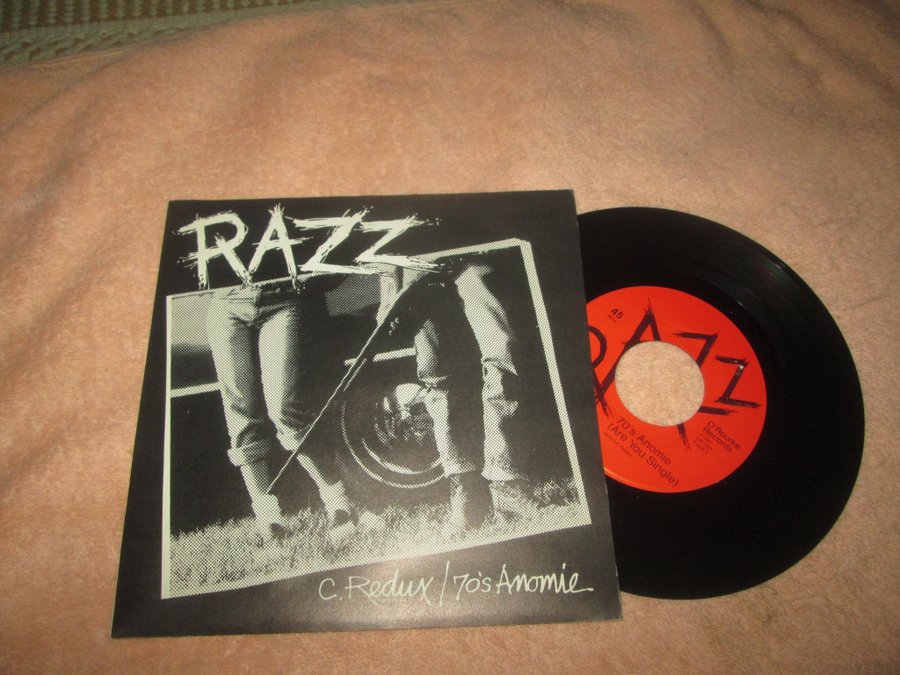 RAZZ
C. Redux / 70's Anomie
RAZZ
45
O'Rourke
Records
70's Anomie
(Are You Single)